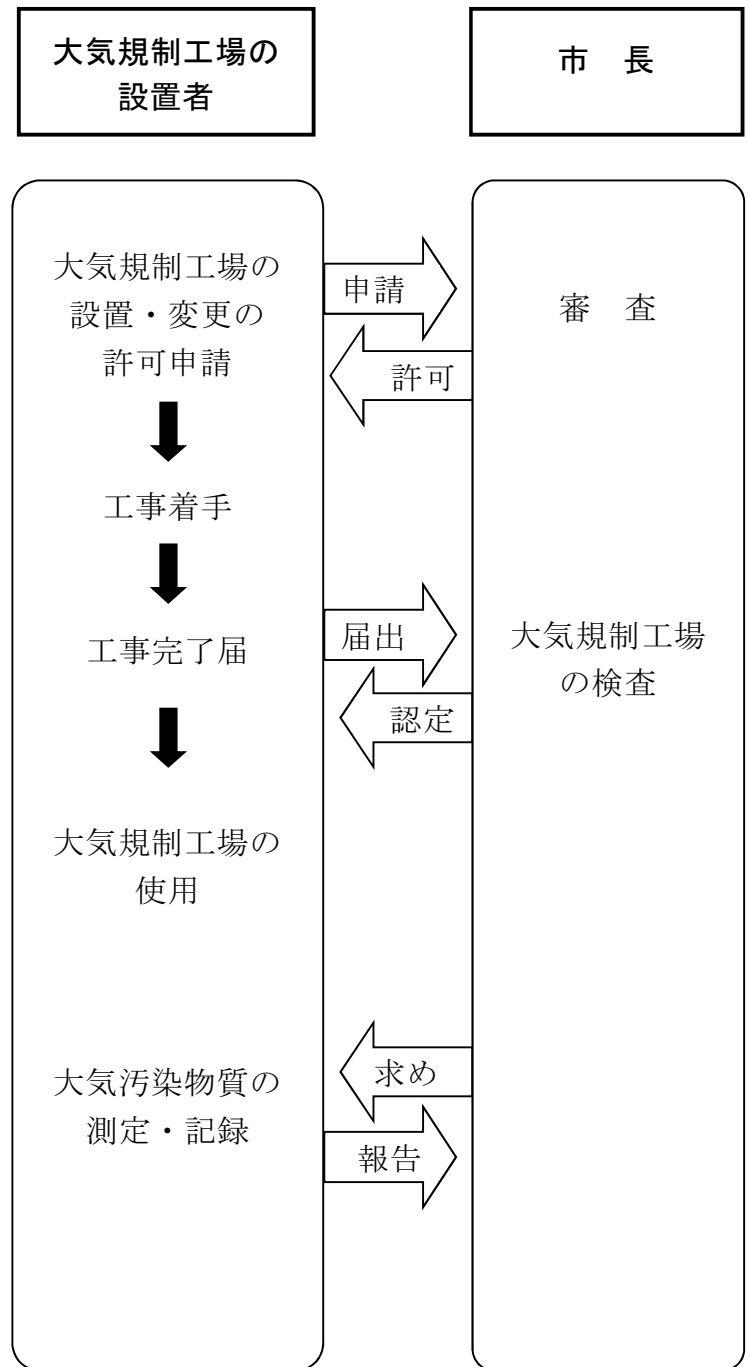 大気規制工場の
設置者
市　長
大気規制工場の
設置・変更の
許可申請
申請
審　査
許可
工事着手
工事完了届
届出
大気規制工場
の検査
認定
大気規制工場の
使用
求め
大気汚染物質の
測定・記録
報告